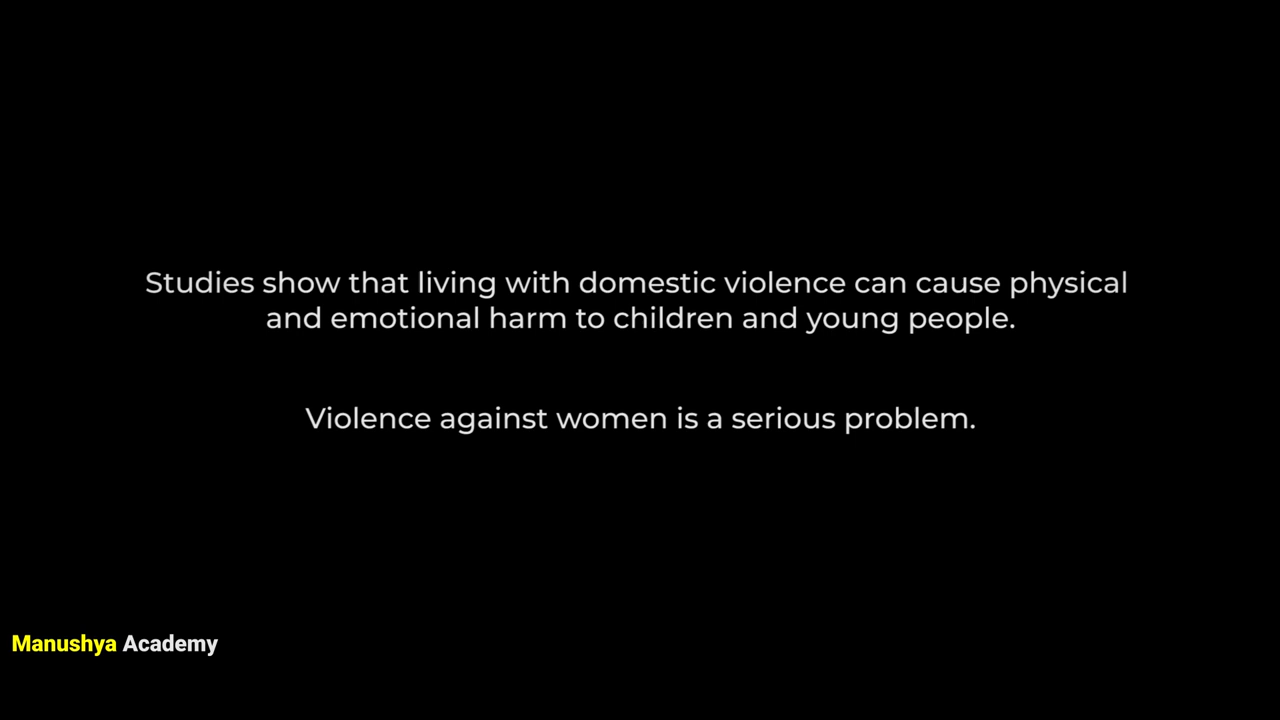 Studies show that living with domestic violence can cause physical
and emotional harm to children and young people.
Violence against women is a serious problem.
Manushya Academy